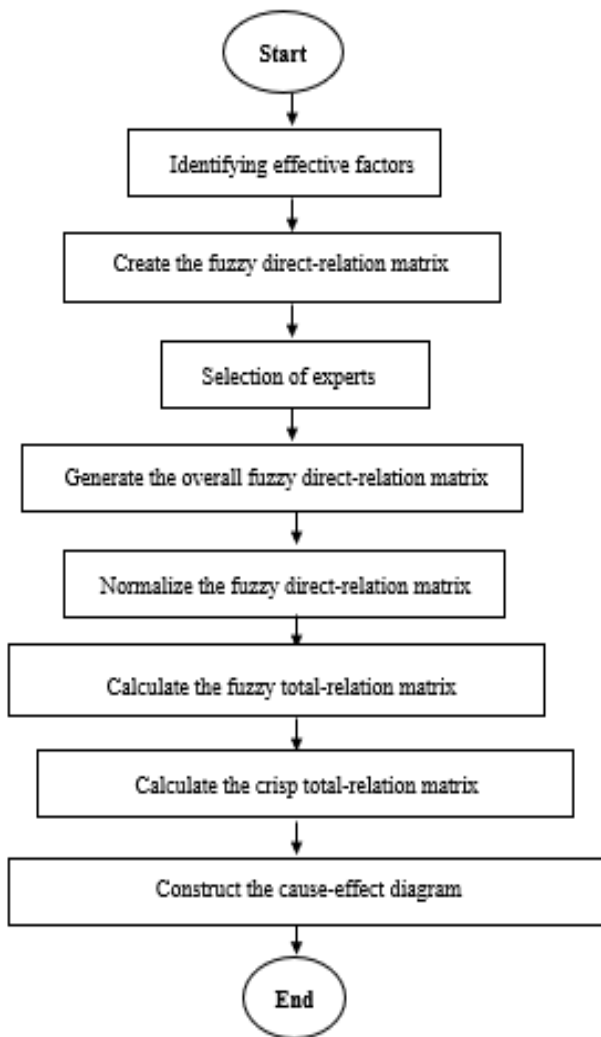 Start
Identifying effective factors
Create the fuzzy direct-relation matrix
Selection of experts
Generate the overall fuzzy direct-relation matrix
Normalize the fuzzy direct-relation matrix
Calculate the fuzzy total-relation matrix
Calculate the crisp total-relation matrix
Construct the cause-effect diagram
End